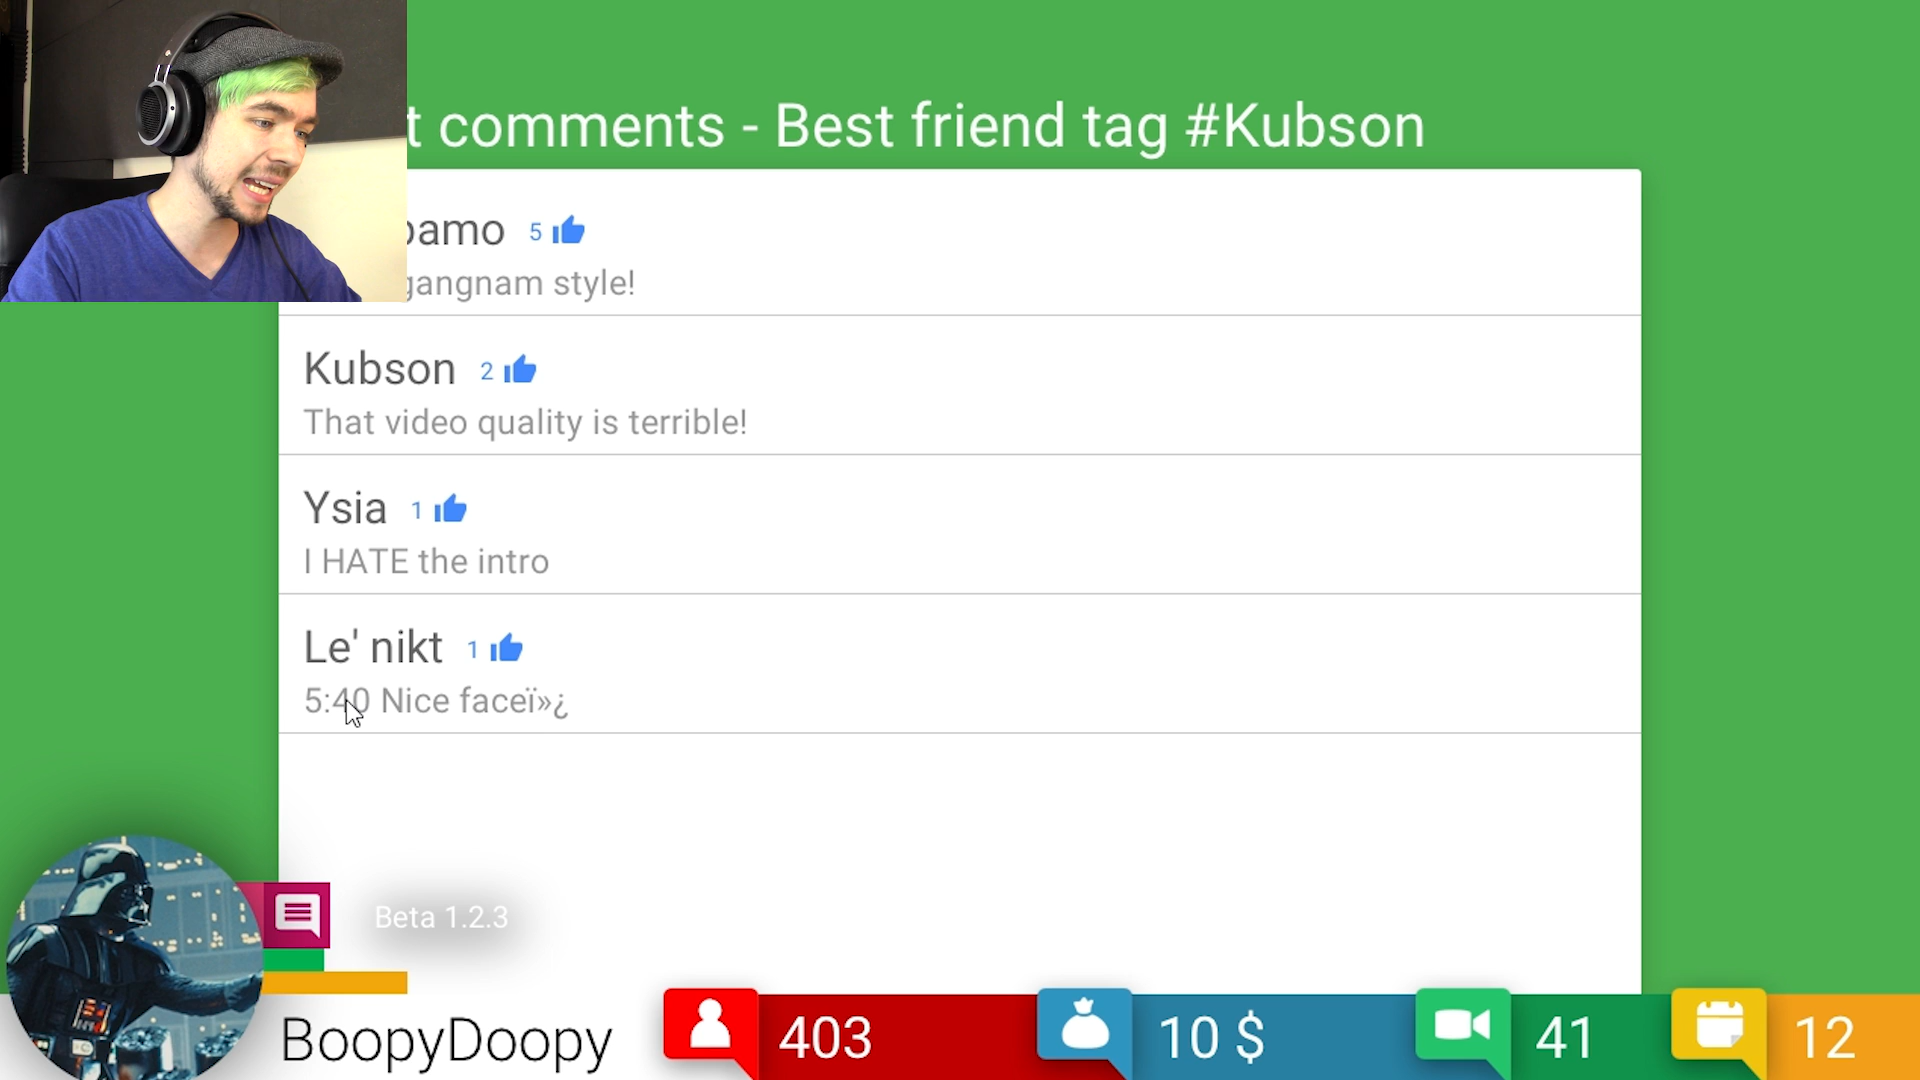 comments - Best friend tag #Kubson
5
gangnam style!
Kubson 2
That video quality is terrible!
Ysia 1
I HATE the intro
Le' nikt 1
5:40 Nice faceï»¿
Beta 1.2.3
BoopyDoopy
403
10 $
41
12